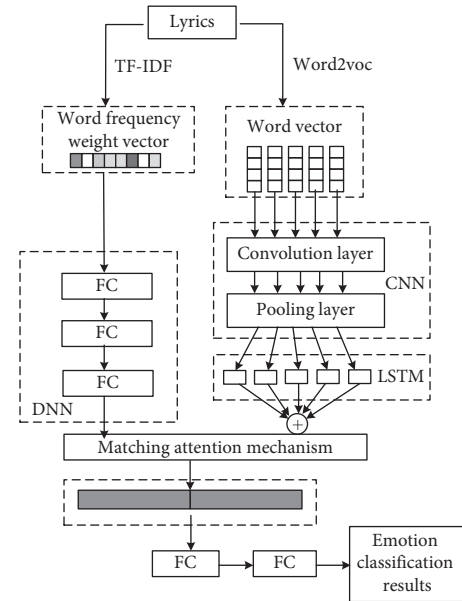 Lyrics
TF-IDF
Word2voc
Word frequency
weight vector
Word vector
Convolution layer
CNN
Pooling layer
FC
FC
FC
DNN
LSTM
+
Matching attention mechanism
FC
FC
Emotion
classification
results